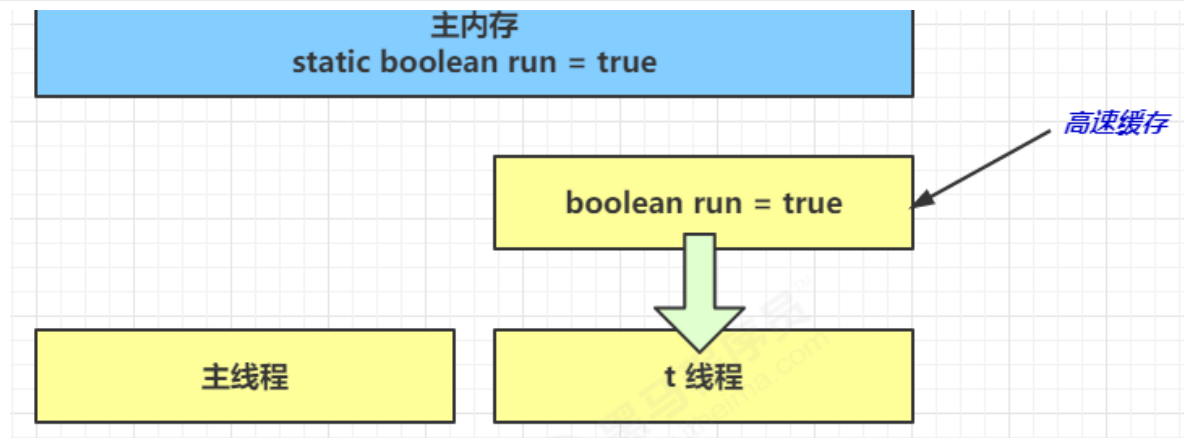 主内存
static boolean run = true
高速缓存
boolean run = true
主线程
t 线程